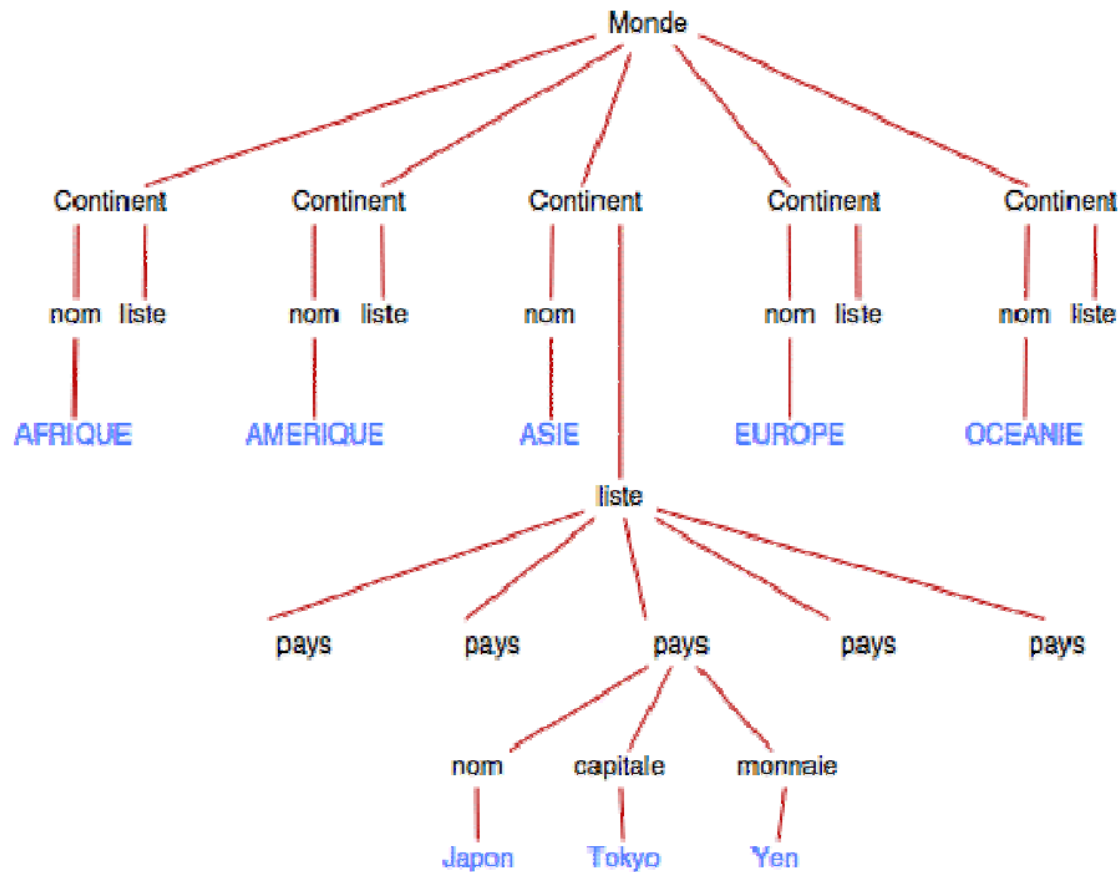 Monde
Continent Continent Continent Continent Continent
nom liste nom liste nom nom liste nom liste
AFRIQUE AMERIQUE ASIE EUROPE OCEANIE
liste
pays pays pays pays pays
nom capitale monnaie
Japon Tokyo Yen